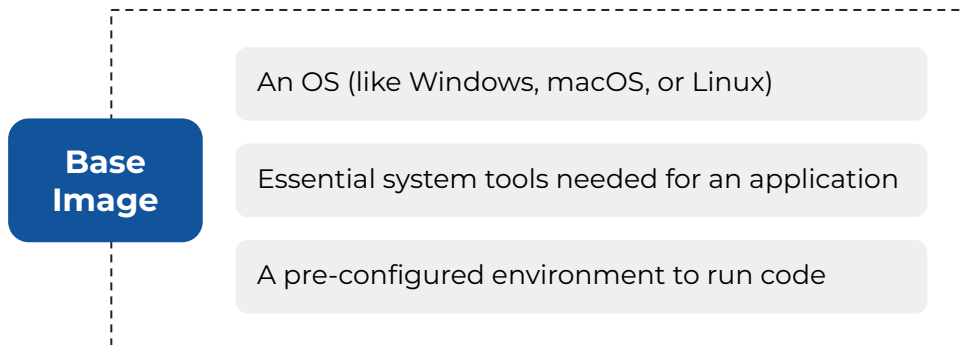 An OS (like Windows, macOS, or Linux)
Base
Image
Essential system tools needed for an application
A pre-configured environment to run code